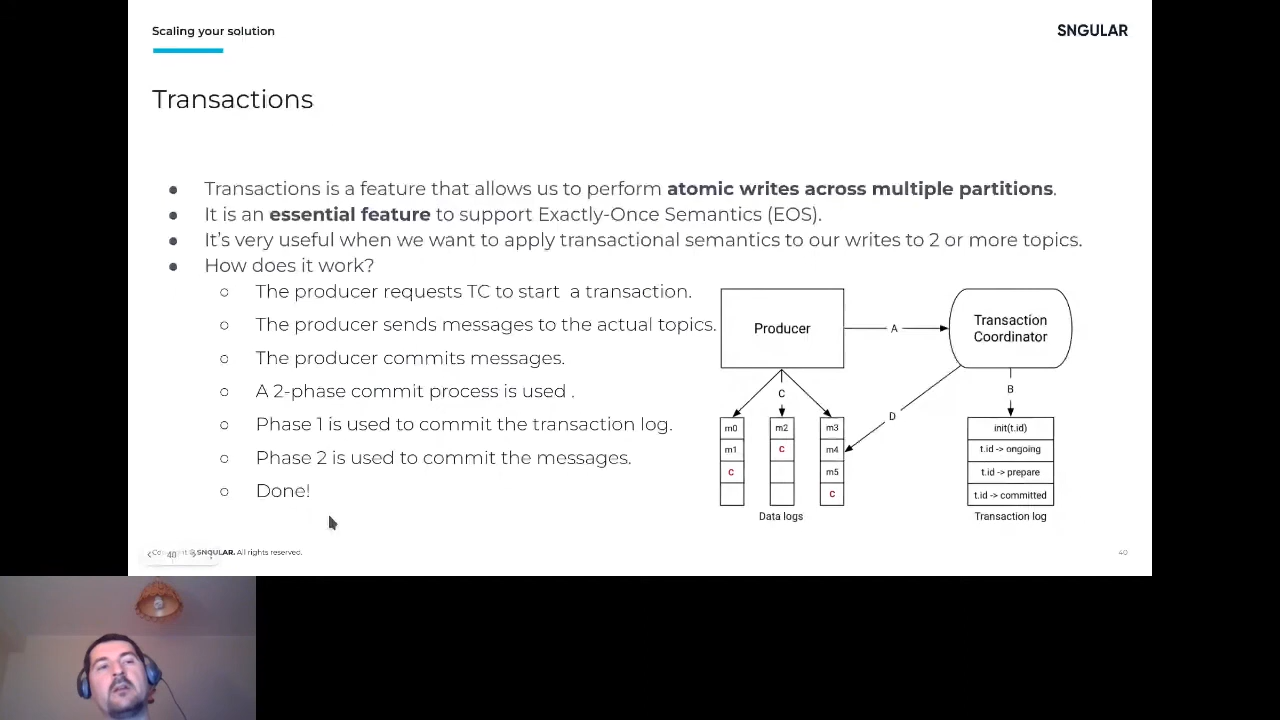 Scaling your solution
SNGULAR
Transactions
● Transactions is a feature that allows us to perform atomic writes across multiple partitions.
● It is an essential feature to support Exactly-Once Semantics (EOS).
● It's very useful when we want to apply transactional semantics to our writes to 2 or more topics.
● How does it work?
○ The producer requests TC to start a transaction.
○ The producer sends messages to the actual topics.
○ The producer commits messages.
○ A 2-phase commit process is used .
○ Phase 1 is used to commit the transaction log.
○ Phase 2 is used to commit the messages.
○ Done!
Producer
A
Transaction
Coordinator
C
B
D
m0
m1
C
m2
C
m3
m4
m5
C
Data logs
init(t.id)
t.id -> ongoing
t.id -> prepare
t.id -> committed
Transaction log
40
SNGULAR. All rights reserved.
40